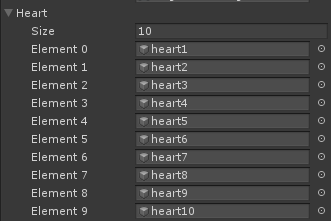 Heart
Size 10
Element 0 heart1
Element 1 heart2
Element 2 heart3
Element 3 heart4
Element 4 heart5
Element 5 heart6
Element 6 heart7
Element 7 heart8
Element 8 heart9
Element 9 heart10